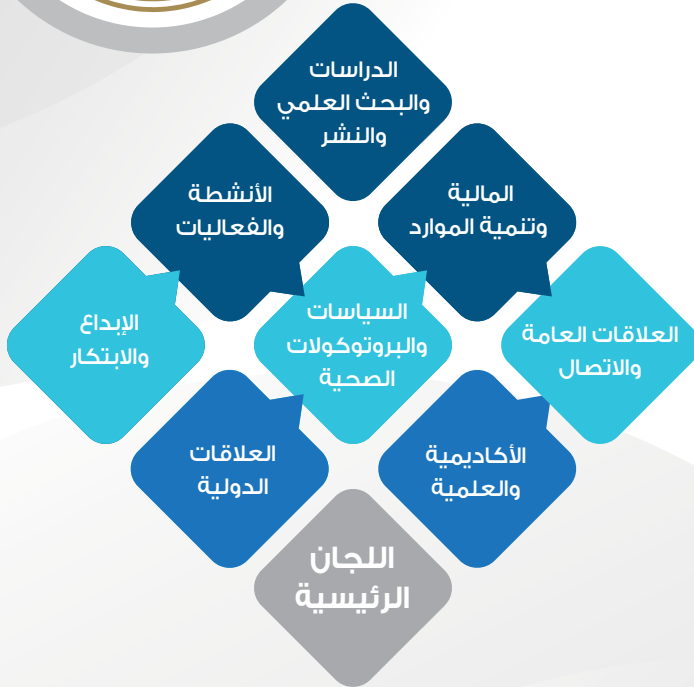 الدراسات
والبحث العلمي
والنشر
المالية
وتنمية الموارد
الأنشطة
والفعاليات
العلاقات العامة
والاتصال
السياسات
والبروتوكولات
الصحية
الإبداع
والابتكار
الأكاديمية
والعلمية
العلاقات
الدولية
اللجان
الرئيسية